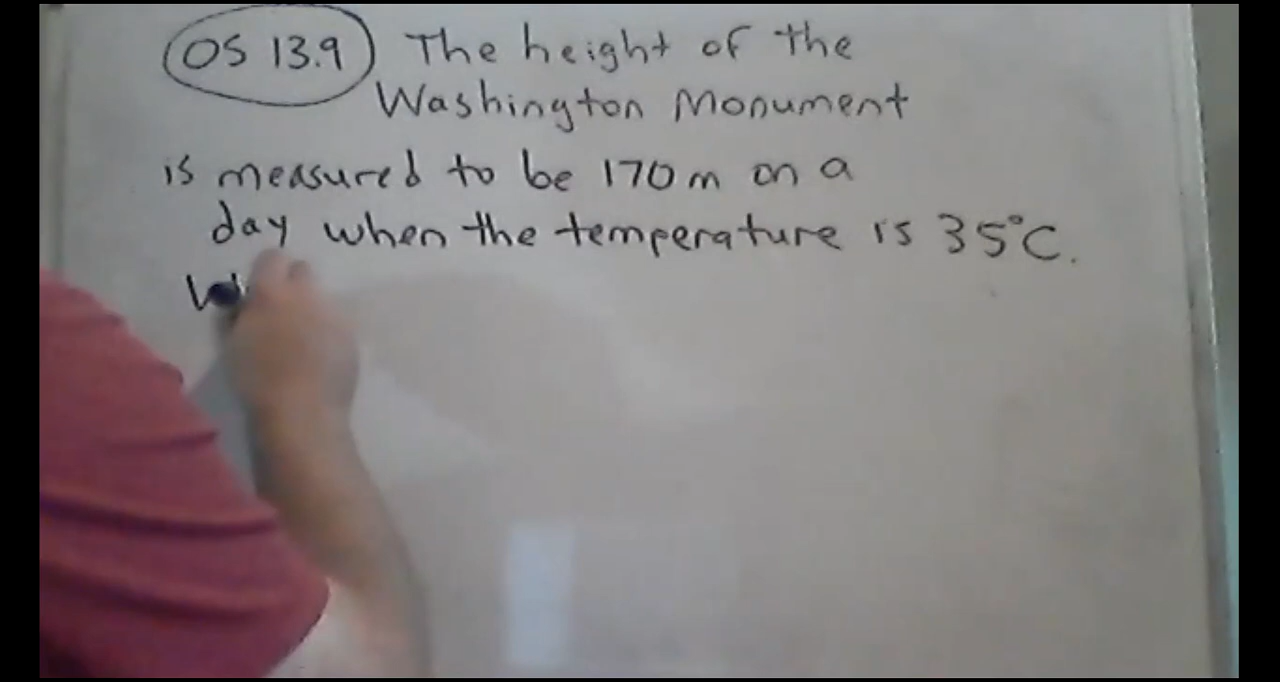 OS 13.9 The height of the
Washington Monument
is measured to be 170 m on a
day when the temperature is 35°C.